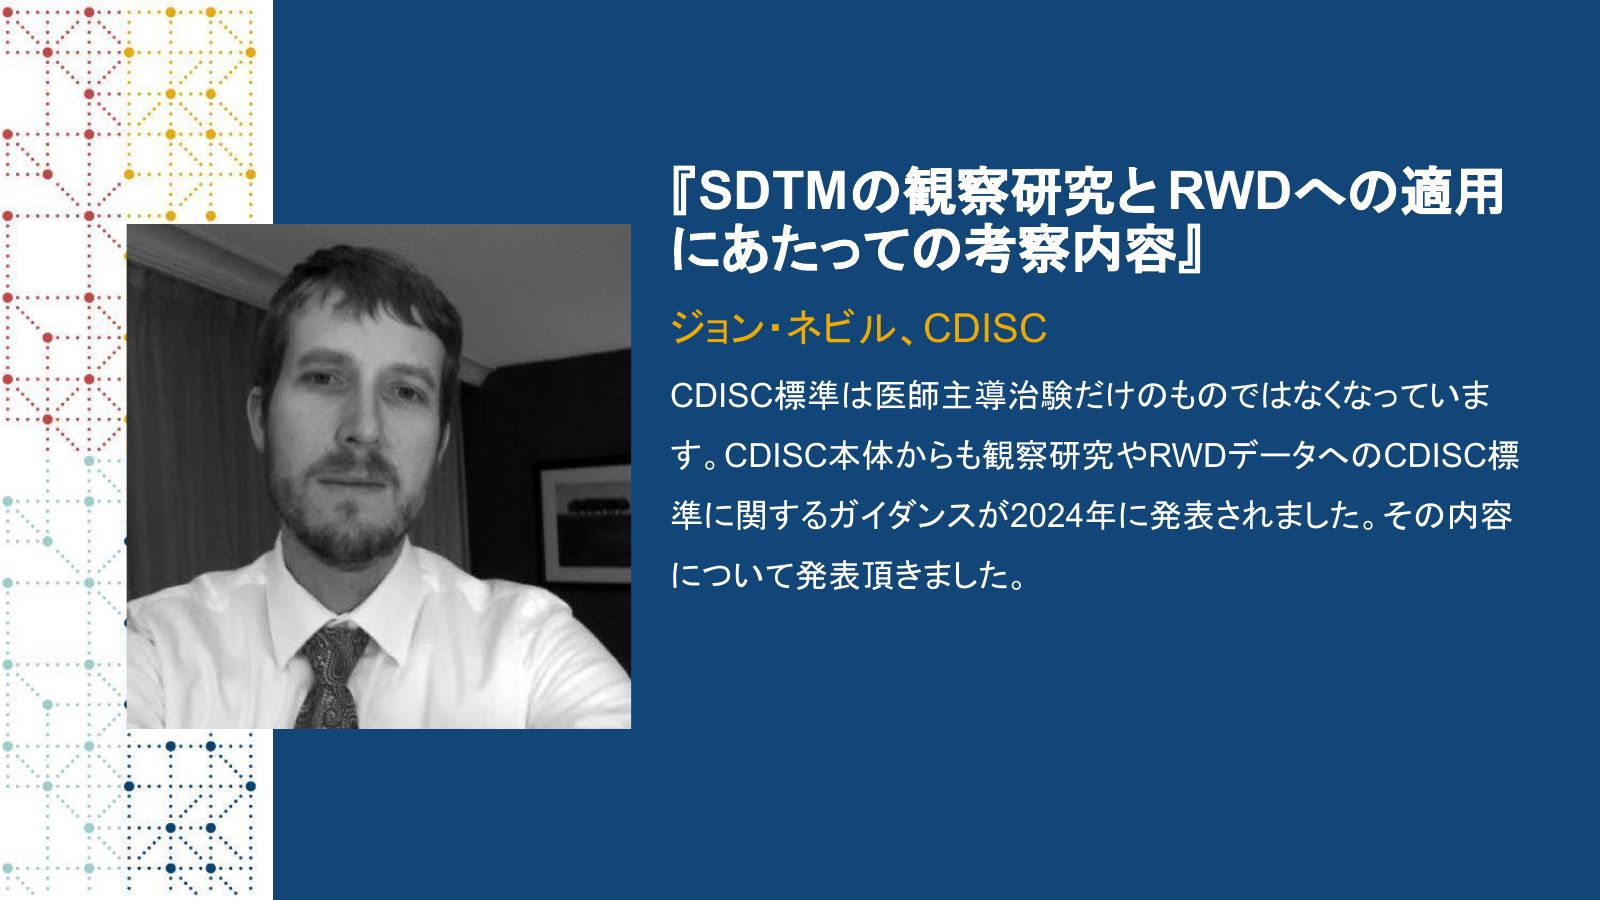 『SDTMの観察研究とRWDへの適用
にあたっての考察内容』
ジョン・ネビル、CDISC
CDISC標準は医師主導治験だけのものではなくなっていま
す。CDISC本体からも観察研究やRWDデータへのCDISC標
準に関するガイダンスが2024年に発表されました。その内容
について発表頂きました。